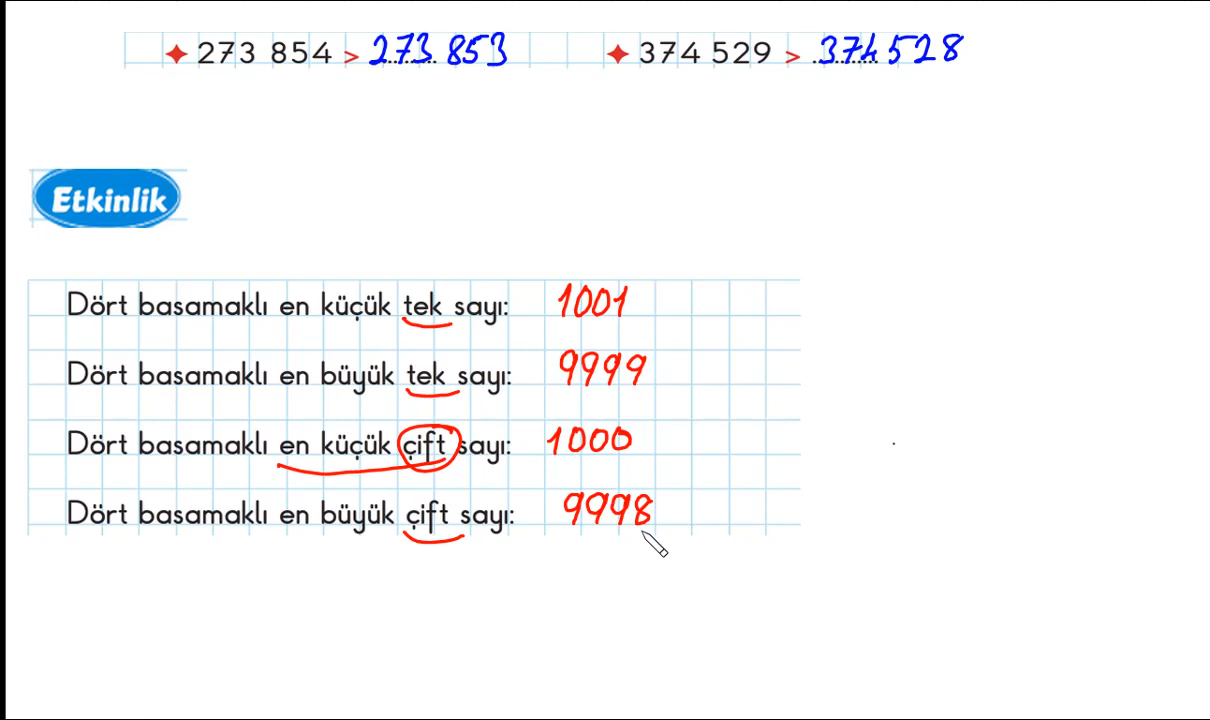 273 854 > 273 853 374 529 > 374 528
Etkinlik
Dört basamaklı en küçük tek sayı: 1001
Dört basamaklı en büyük tek sayı: 9999
Dört basamaklı en küçük çift sayı: 1000
Dört basamaklı en büyük çift sayı: 9998